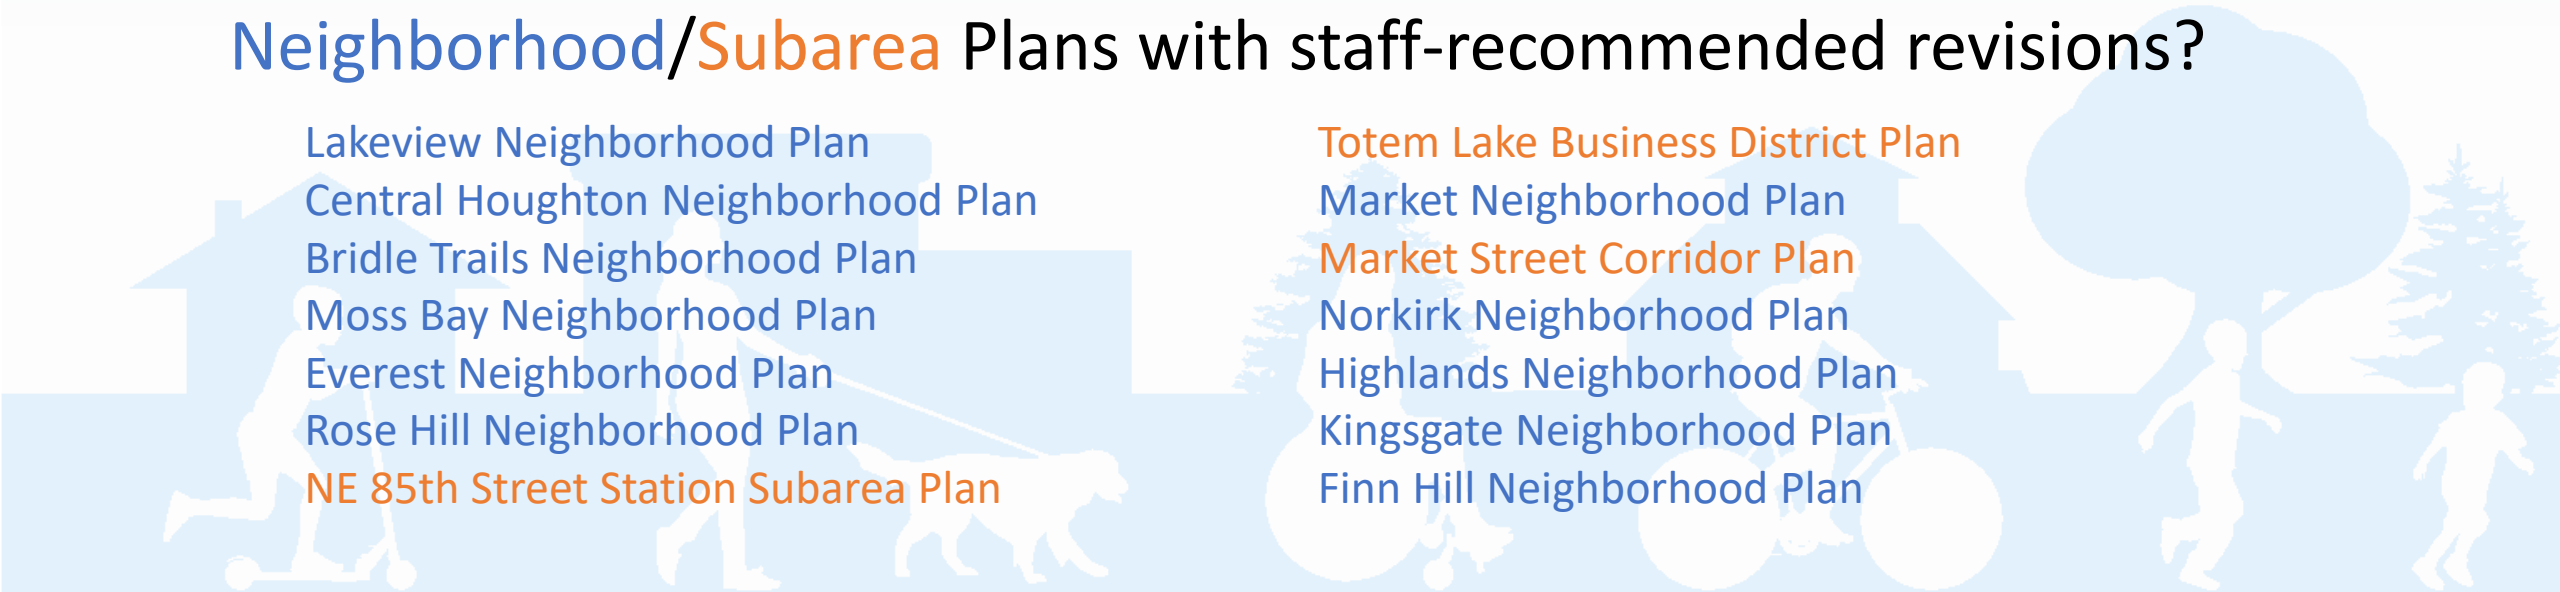 Neighborhood/Subarea Plans with staff-recommended revisions?
Lakeview Neighborhood Plan
Central Houghton Neighborhood Plan
Bridle Trails Neighborhood Plan
Moss Bay Neighborhood Plan
Everest Neighborhood Plan
Rose Hill Neighborhood Plan
NE 85th Street Station Subarea Plan
Totem Lake Business District Plan
Market Neighborhood Plan
Market Street Corridor Plan
Norkirk Neighborhood Plan
Highlands Neighborhood Plan
Kingsgate Neighborhood Plan
Finn Hill Neighborhood Plan